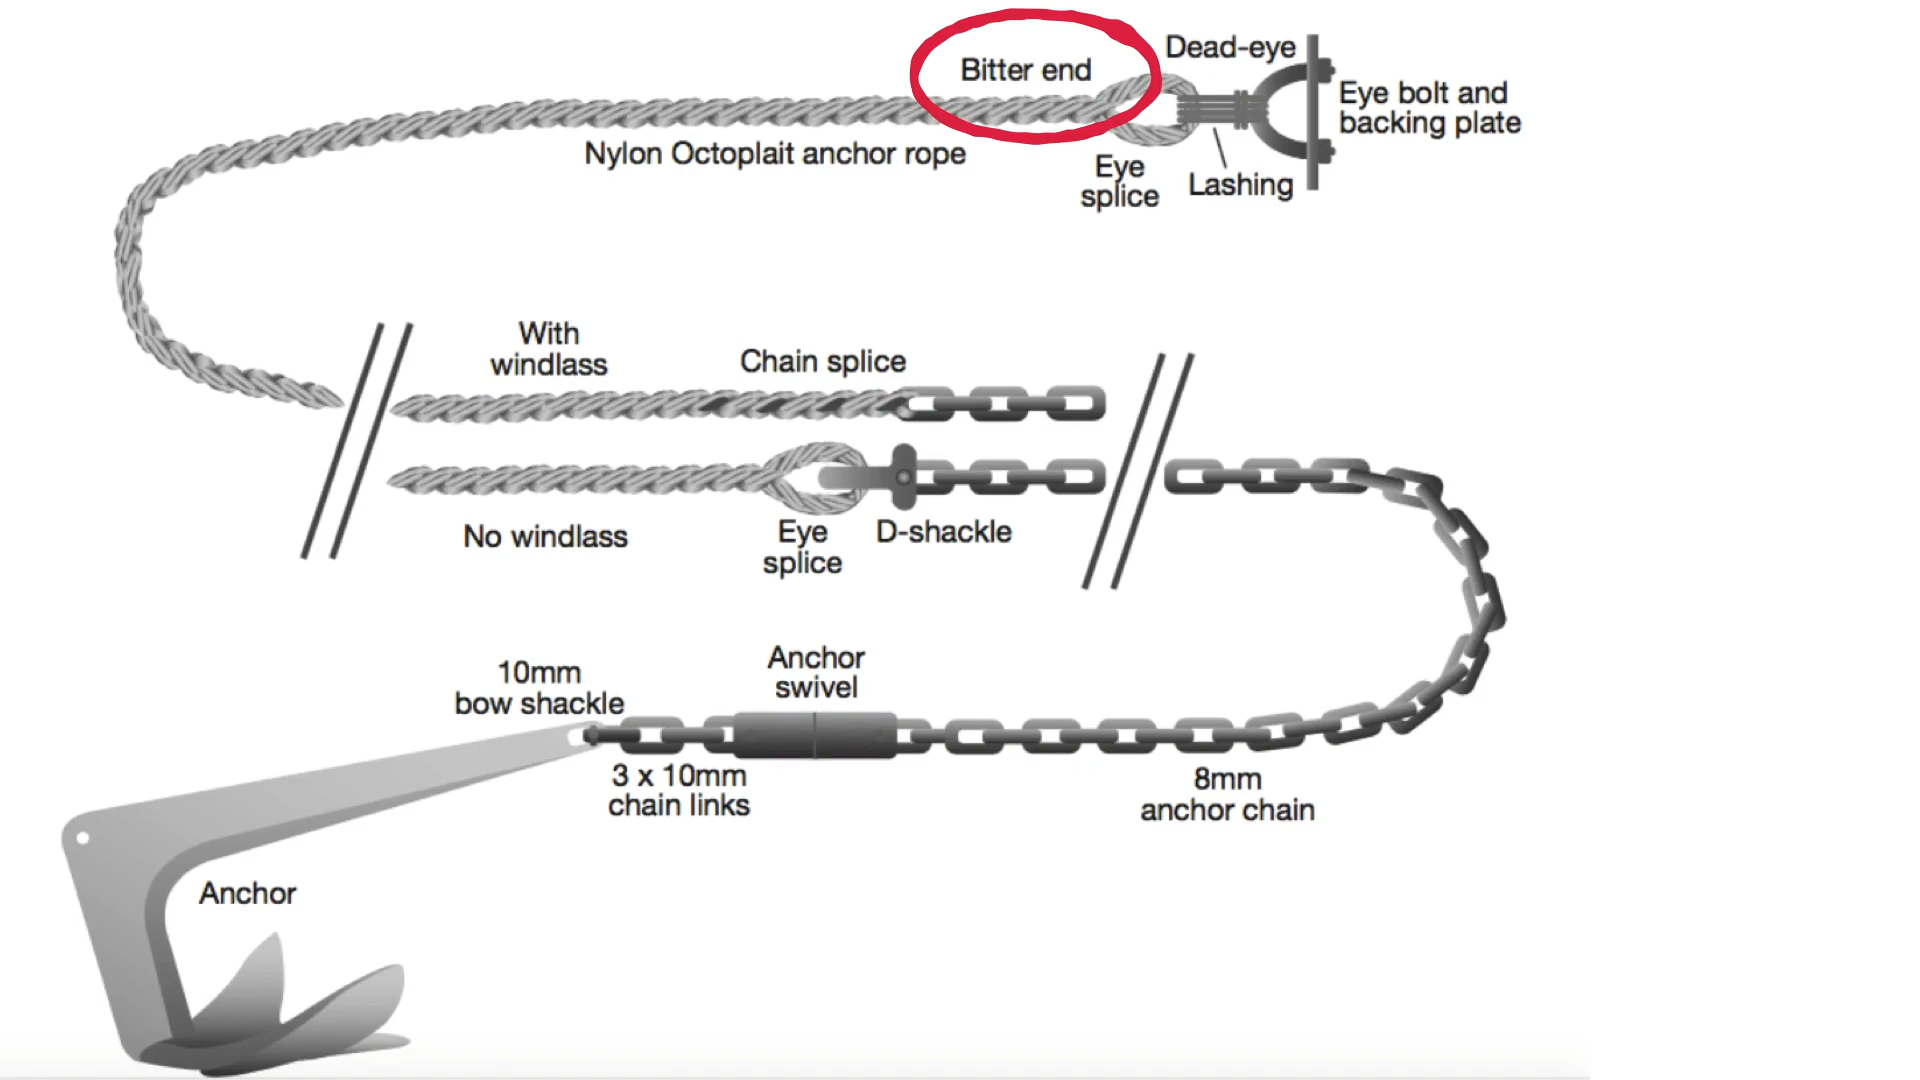 Bitter end
Dead-eye
Eye bolt and
backing plate
Nylon Octoplait anchor rope
Eye
splice
Lashing
With
windlass
Chain splice
No windlass
Eye
splice
D-shackle
10mm
bow shackle
Anchor
swivel
3 x 10mm
chain links
8mm
anchor chain
Anchor